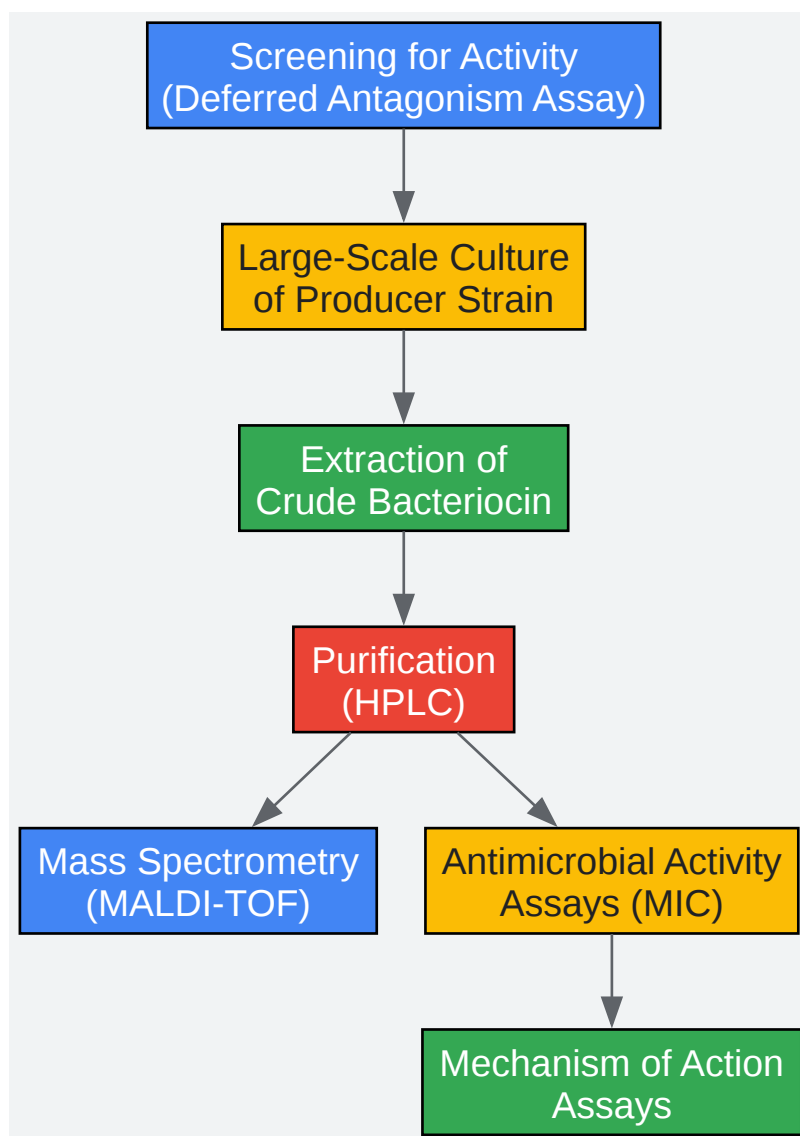 Screening for Activity
(Deferred Antagonism Assay)
Large-Scale Culture
of Producer Strain
Extraction of
Crude Bacteriocin
Purification
(HPLC)
Mass Spectrometry
(MALDI-TOF)
Antimicrobial Activity
Assays (MIC)
Mechanism of Action
Assays